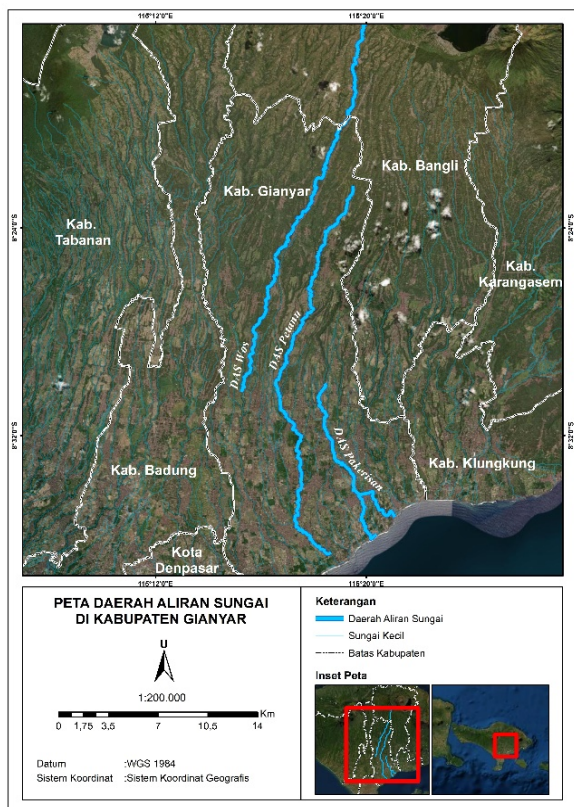 115°12'0"E
115°20'0"E
Kab. Bangli
Kab. Gianyar
8°24'0"S
8°24'0"S
Kab.
Tabanan
Kab.
Karangasem
DAS Wos
DAS Petanu
8°32'0"S
8°32'0"S
DAS Pakerisan
Kab. Badung
Kab. Klungkung
Kota
Denpasar
115°12'0"E
115°20'0"E
PETA DAERAH ALIRAN SUNGAI
DI KABUPATEN GIANYAR
U
1:200.000
0 1,75 3,5 7 10,5 14
Km
Datum :WGS 1984
Sistem Koordinat :Sistem Koordinat Geografis
Keterangan
Daerah Aliran Sungai
Sungai Kecil
Batas Kabupaten
Inset Peta